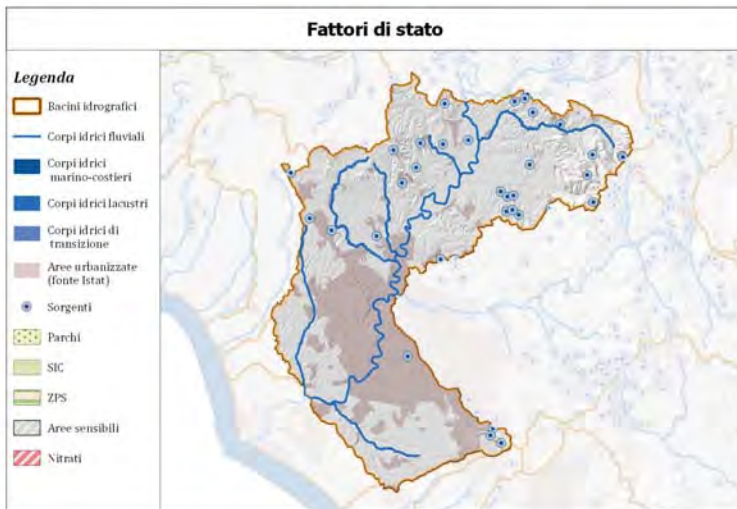 Fattori di stato
Legenda
Bacini idrografici
Corpi idrici fluviali
Corpi idrici
marino-costieri
Corpi idrici lacustri
Corpi idrici di
transizione
Aree urbanizzate
(fonte Istat)
Sorgenti
Parchi
SIC
ZPS
Aree sensibili
Nitrati